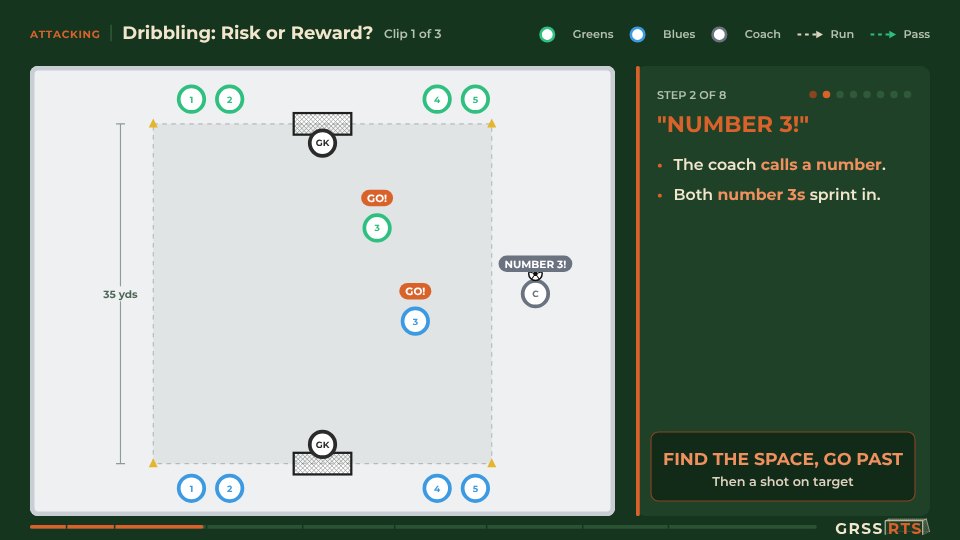 ATTACKING
Dribbling: Risk or Reward? Clip 1 of 3
Greens Blues Coach Run Pass
1 2 4 5
GK
GO!
3
NUMBER 3!
C
GO!
3
35 yds
GK
1 2 4 5
STEP 2 OF 8
"NUMBER 3!"
• The coach calls a number.
• Both number 3s sprint in.
FIND THE SPACE, GO PAST
Then a shot on target
GRSSRTS